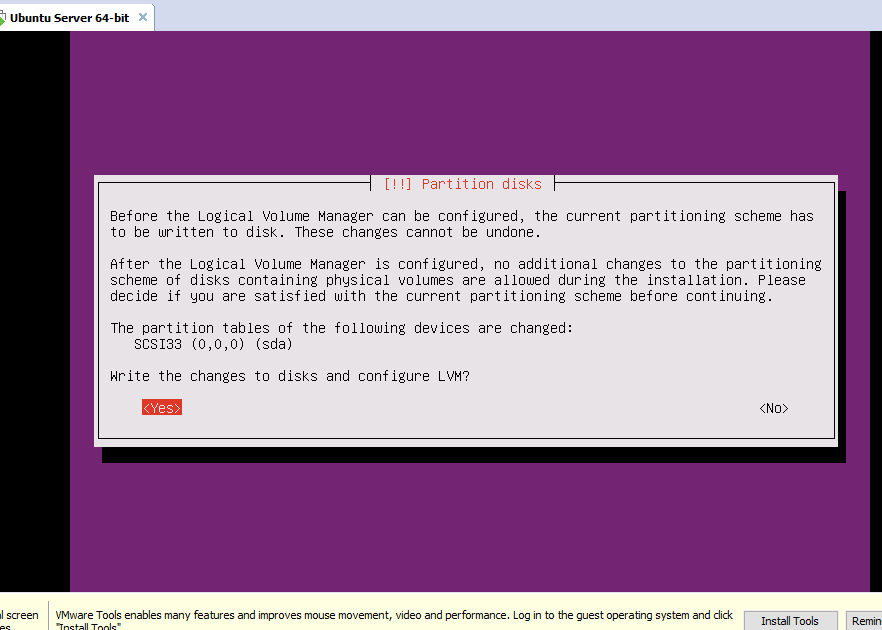 Ubuntu Server 64-bit
[!!] Partition disks
Before the Logical Volume Manager can be configured, the current partitioning scheme has
to be written to disk. These changes cannot be undone.
After the Logical Volume Manager is configured, no additional changes to the partitioning
scheme of disks containing physical volumes are allowed during the installation. Please
decide if you are satisfied with the current partitioning scheme before continuing.
The partition tables of the following devices are changed:
SCSI33 (0,0,0) (sda)
Write the changes to disks and configure LVM?
<Yes> <No>
screen
VMware Tools enables many features and improves mouse movement, video and performance. Log in to the guest operating system and click
"Install Tools"
Install Tools